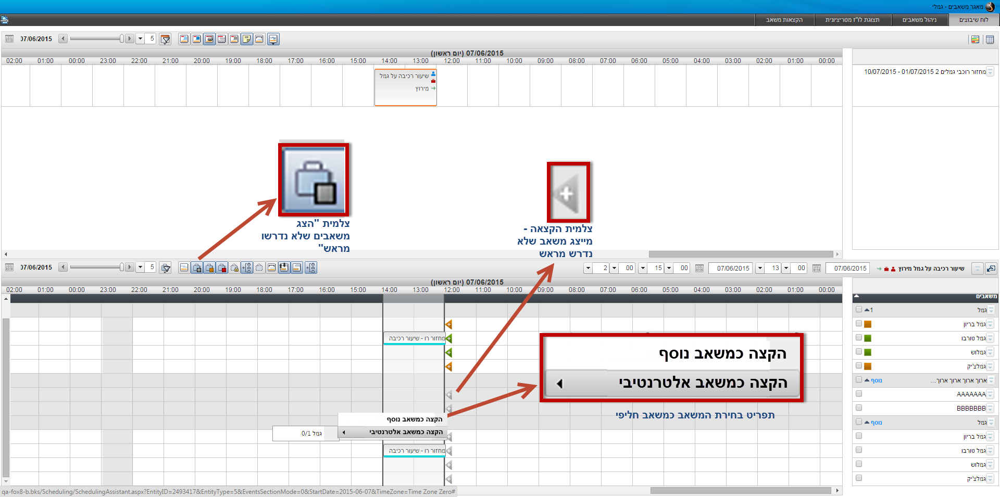 מאגר משאבים - גמלי
לוח שיבוצים
ניהול משאבים
תצוגת לו"ז מטריציונית
הקצאות משאב
07/06/2015
5
07/06/2015 (יום ראשון)
00:00 01:00 02:00 03:00 04:00 05:00 06:00 07:00 08:00 09:00 10:00 11:00 12:00 13:00 14:00 15:00 16:00 17:00 18:00 19:00 20:00 21:00 22:00 23:00 00:00 01:00 02:00
מחזור רוכבי גמלים 2 01/07/2015 - 10/07/2015
שיעור רכיבה על גמל
מירוץ
צלמית הקצאה -
מייצג משאב שלא
נדרש מראש
צלמית "הצג
משאבים שלא נדרשו
מראש"
שיעור רכיבה על גמל מירוץ
07/06/2015
00
13
07/06/2015
00
15
00
2
5
07/06/2015
07/06/2015 (יום ראשון)
00:00 01:00 02:00 03:00 04:00 05:00 06:00 07:00 08:00 09:00 10:00 11:00 12:00 13:00 14:00 15:00 16:00 17:00 18:00 19:00 20:00 21:00 22:00 23:00 00:00 01:00 02:00
משאבים
גמל 1
גמל בריון
גמל טורבו
מחזור רו - שיעור רכיבה
גמלוש
גמלצ'יק
ארוך ארוך ארוך ארוך... נוסף
AAAAAAA
BBBBBBB
גמל נוסף
גמל בריון
גמל טורבו
גמלוש
גמלצ'יק
הקצה כמשאב נוסף
הקצה כמשאב אלטרנטיבי
תפריט בחירת המשאב כמשאב חליפי
הקצה כמשאב נוסף
הקצה כמשאב אלטרנטיבי
גמל 0/1
מחזור רו - שיעור רכיבה
qa-fox8-b.bks/Scheduling/SchedulingAssistant.aspx?EntityID=2493417&EntityType=5&EventsSectionMode=0&StartDate=2015-06-07&TimeZone=Time Zone Zero#